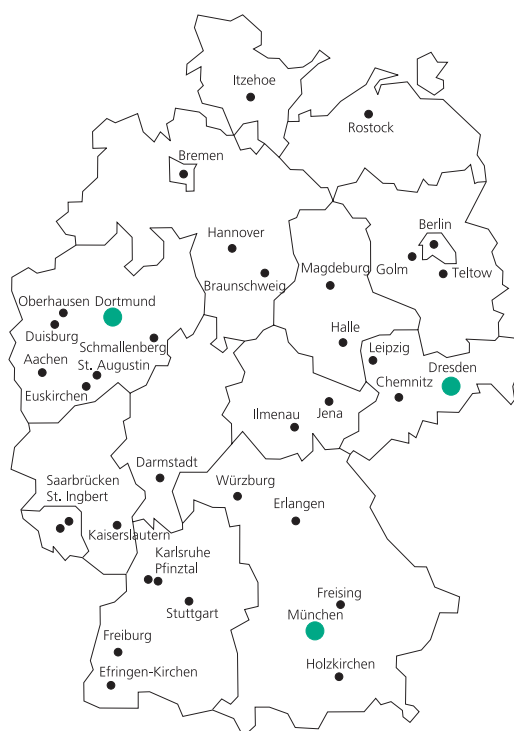 Itzehoe
Rostock
Bremen
Hannover
Berlin
Golm
Teltow
Braunschweig
Magdeburg
Oberhausen
Dortmund
Duisburg
Schmallenberg
Halle
Leipzig
Aachen
St. Augustin
Dresden
Euskirchen
Chemnitz
Ilmenau
Jena
Darmstadt
Würzburg
Saarbrücken
St. Ingbert
Erlangen
Kaiserslautern
Karlsruhe
Pfinztal
Stuttgart
Freising
München
Freiburg
Efringen-Kirchen
Holzkirchen